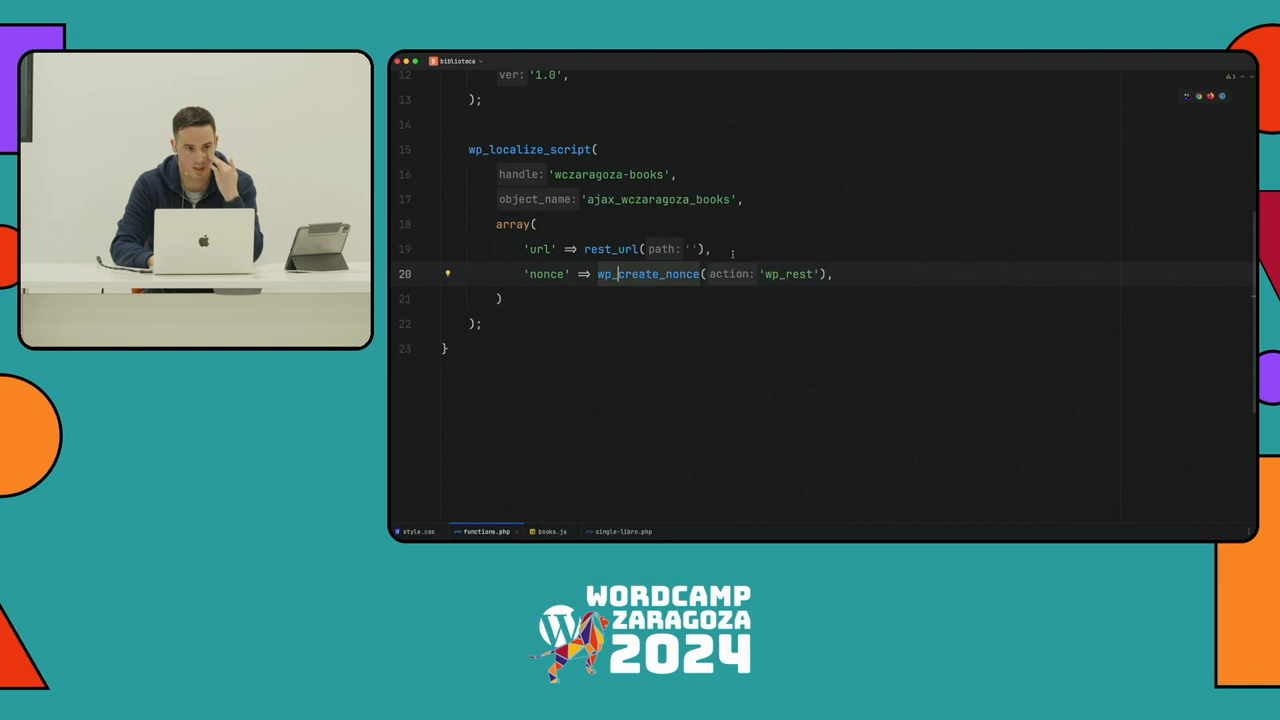 biblioteca
12 ver: '1.0',
13 );
14
15 wp_localize_script(
16 handle: 'wczaragoza-books',
17 object_name: 'ajax_wczaragoza_books',
18 array(
19 'url' => rest_url( path: ''),
20 'nonce' => wp_create_nonce( action: 'wp_rest'),
21 )
22 );
23 }
1
style.css functions.php books.js single-libro.php
WORDCAMP
ZARAGOZA
2024